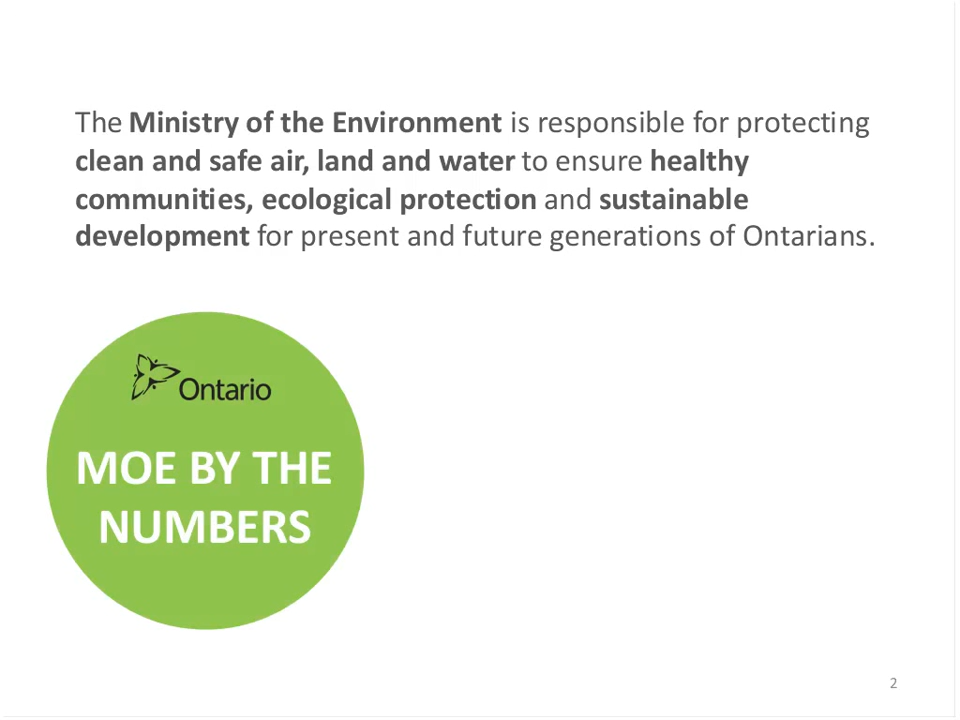 The Ministry of the Environment is responsible for protecting
clean and safe air, land and water to ensure healthy
communities, ecological protection and sustainable
development for present and future generations of Ontarians.
Ontario
MOE BY THE
NUMBERS
2